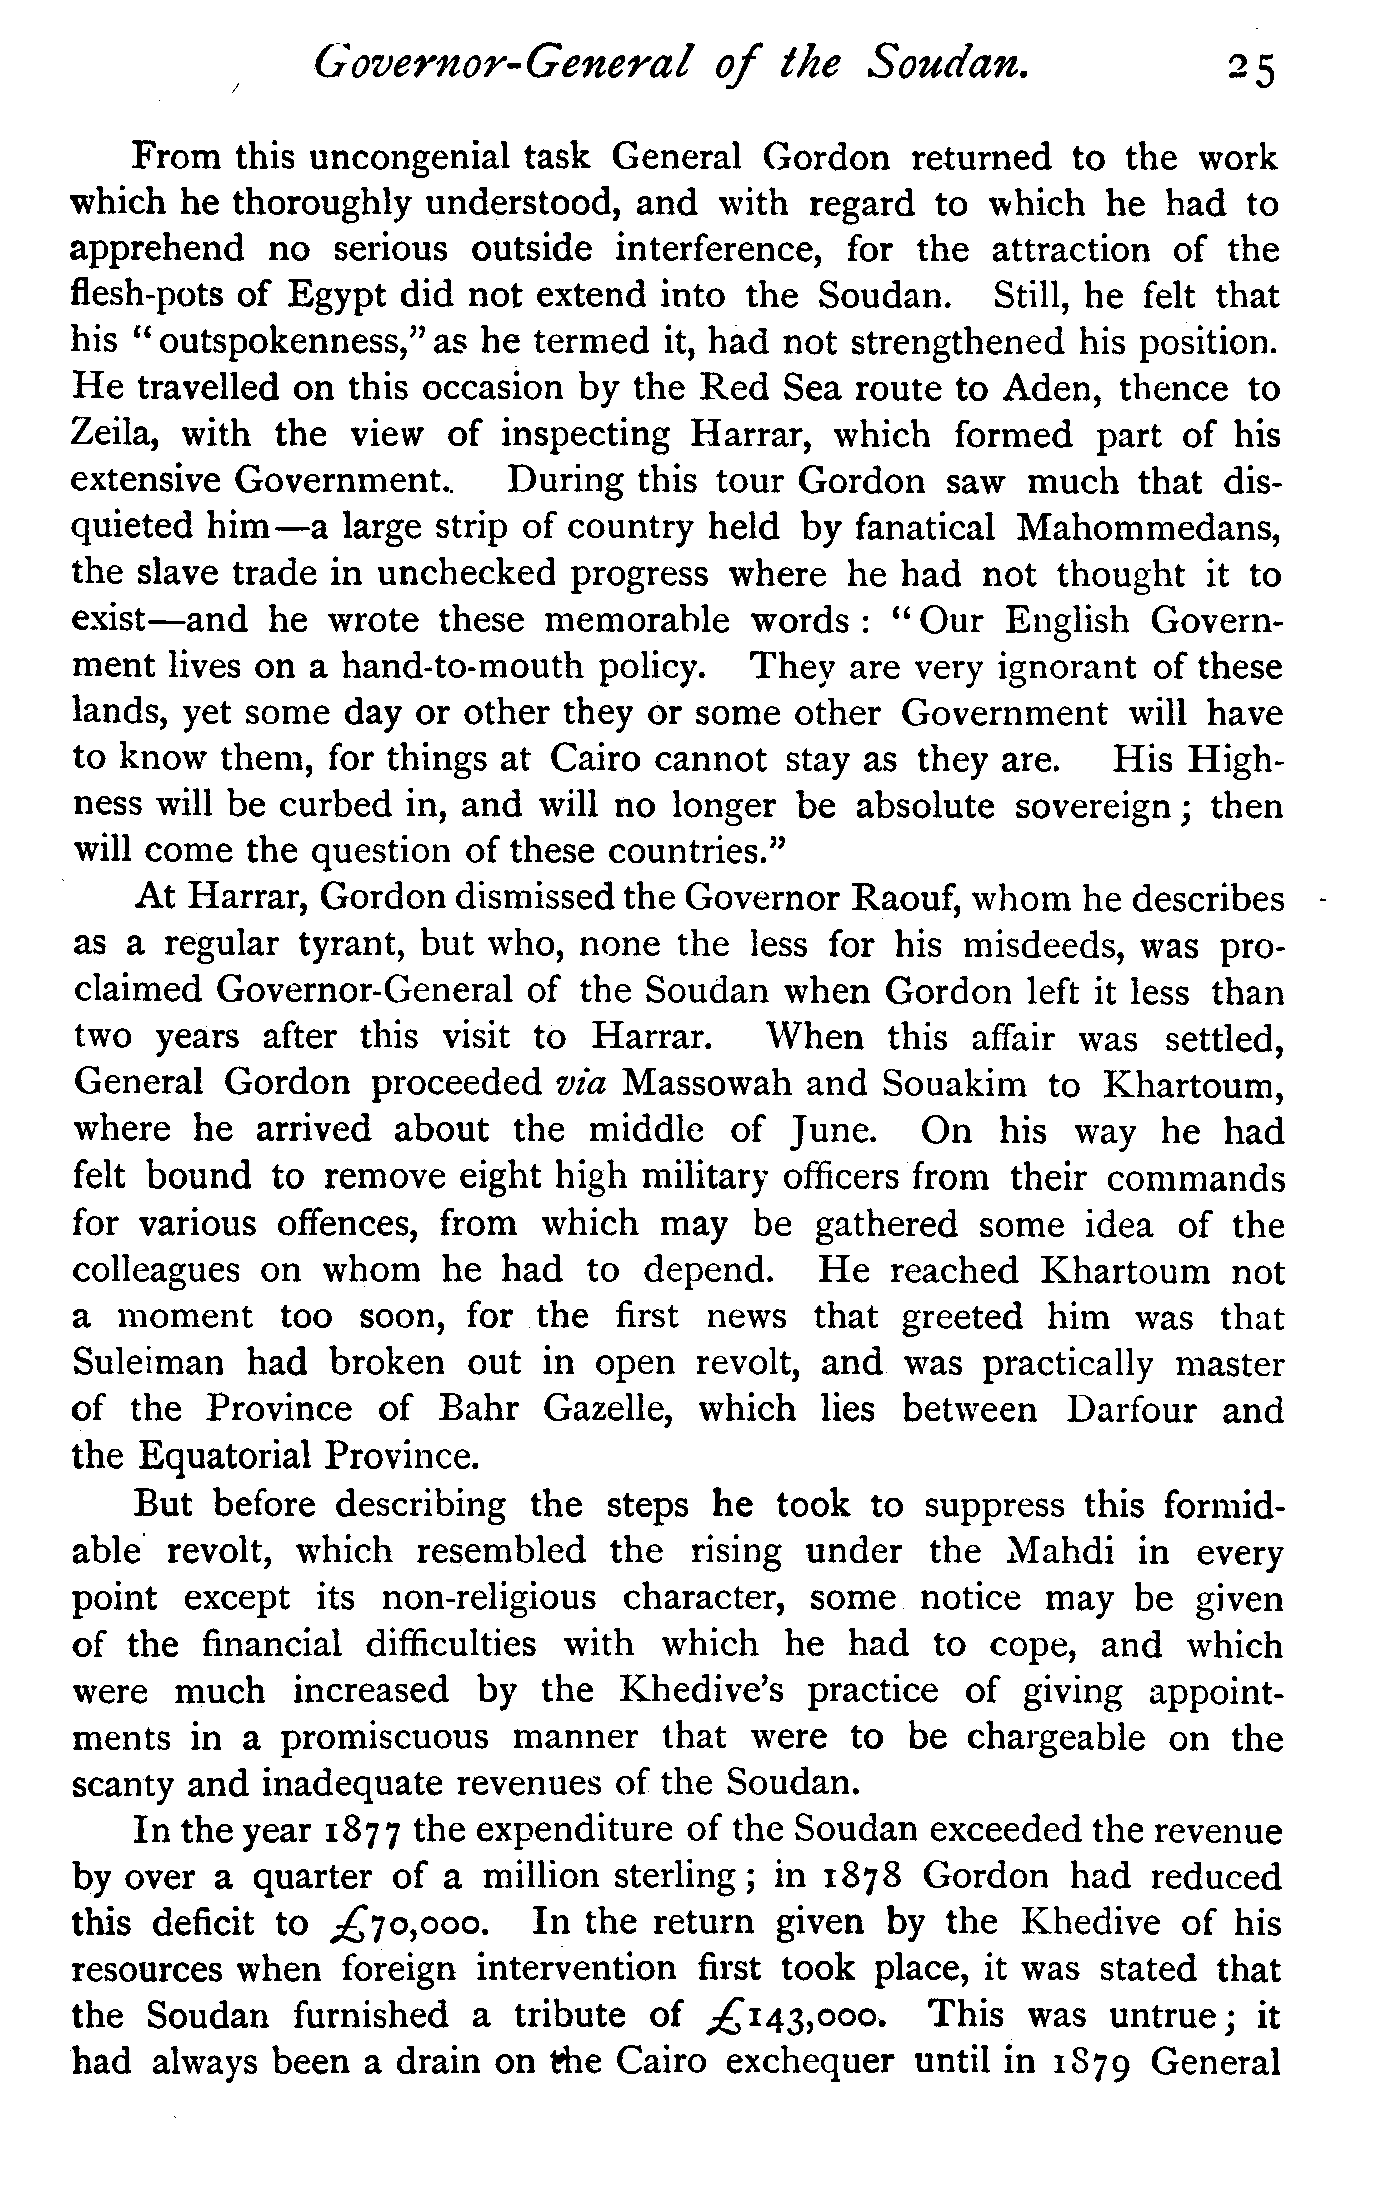 Governor-General of the Soudan. 25
From this uncongenial task General Gordon returned to the work
which he thoroughly understood, and with regard to which he had to
apprehend no serious outside interference, for the attraction of the
flesh-pots of Egypt did not extend into the Soudan. Still, he felt that
his “outspokenness,” as he termed it, had not strengthened his position.
He travelled on this occasion by the Red Sea route to Aden, thence to
Zeila, with the view of inspecting Harrar, which formed part of his
extensive Government. During this tour Gordon saw much that dis-
quieted him—a large strip of country held by fanatical Mahommedans,
the slave trade in unchecked progress where he had not thought it to
exist—and he wrote these memorable words : “Our English Govern-
ment lives on a hand-to-mouth policy. They are very ignorant of these
lands, yet some day or other they or some other Government will have
to know them, for things at Cairo cannot stay as they are. His High-
ness will be curbed in, and will no longer be absolute sovereign ; then
will come the question of these countries.”
At Harrar, Gordon dismissed the Governor Raouf, whom he describes
as a regular tyrant, but who, none the less for his misdeeds, was pro-
claimed Governor-General of the Soudan when Gordon left it less than
two years after this visit to Harrar. When this affair was settled,
General Gordon proceeded via Massowah and Souakim to Khartoum,
where he arrived about the middle of June. On his way he had
felt bound to remove eight high military officers from their commands
for various offences, from which may be gathered some idea of the
colleagues on whom he had to depend. He reached Khartoum not
a moment too soon, for the first news that greeted him was that
Suleiman had broken out in open revolt, and was practically master
of the Province of Bahr Gazelle, which lies between Darfour and
the Equatorial Province.
But before describing the steps he took to suppress this formid-
able revolt, which resembled the rising under the Mahdi in every
point except its non-religious character, some notice may be given
of the financial difficulties with which he had to cope, and which
were much increased by the Khedive’s practice of giving appoint-
ments in a promiscuous manner that were to be chargeable on the
scanty and inadequate revenues of the Soudan.
In the year 1877 the expenditure of the Soudan exceeded the revenue
by over a quarter of a million sterling ; in 1878 Gordon had reduced
this deficit to £70,000. In the return given by the Khedive of his
resources when foreign intervention first took place, it was stated that
the Soudan furnished a tribute of £143,000. This was untrue ; it
had always been a drain on the Cairo exchequer until in 1879 General